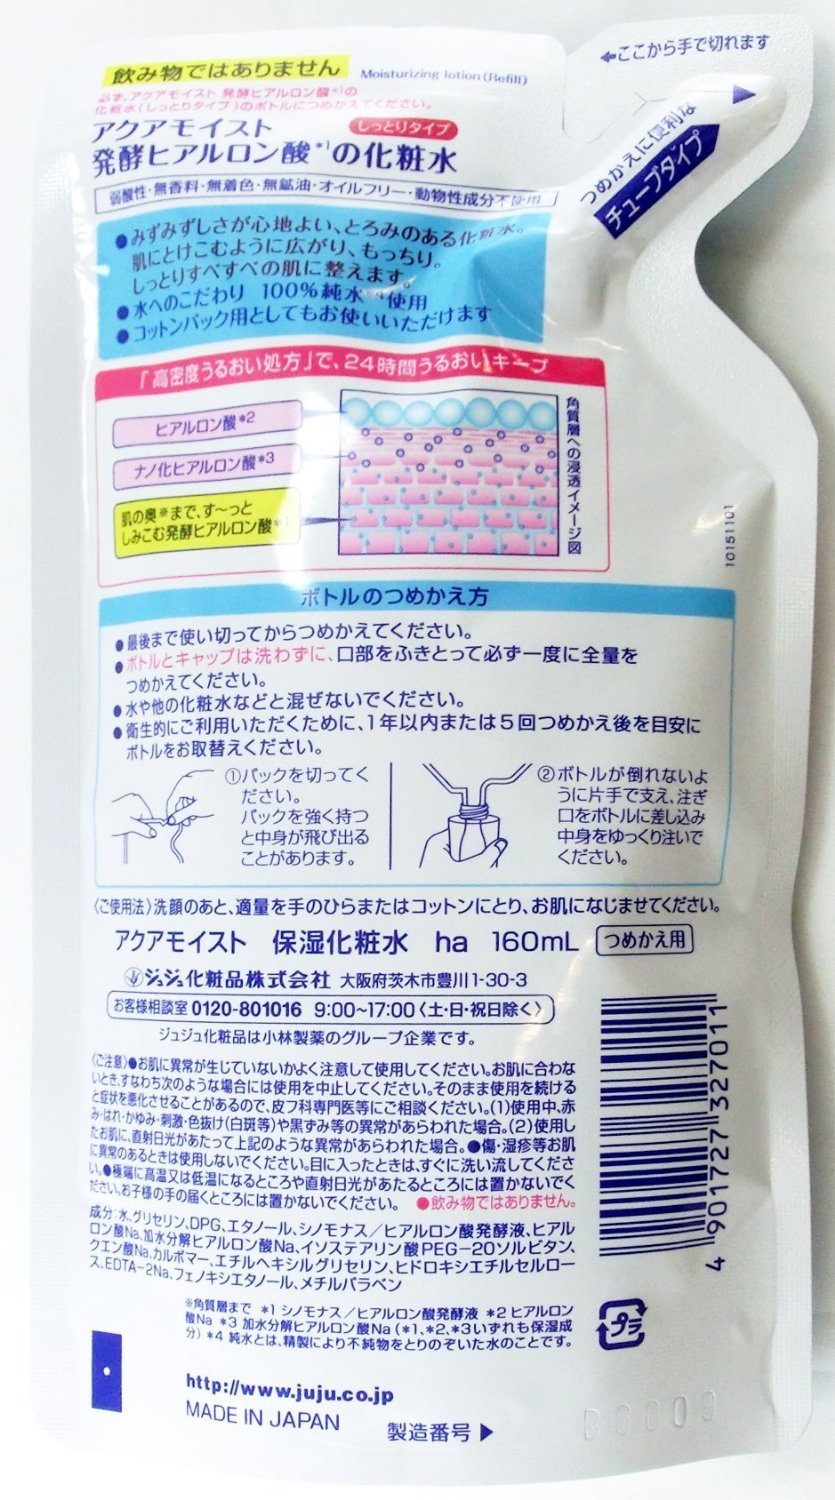 ←ここから手で切れます
飲み物ではありません
Moisturizing lotion(Refill)
必ず、アクアモイスト 発酵ヒアルロン酸*1の
化粧水(しっとりタイプ)のボトルにつめかえてください。
アクアモイスト
しっとりタイプ
発酵ヒアルロン酸*1の化粧水
つめかえに便利な
チューブタイプ
弱酸性・無香料・無着色・無鉱油・オイルフリー・動物性成分不使用
●みずみずしさが心地よい、とろみのある化粧水。
肌にとけこむように広がり、もっちり。
しっとりすべすべの肌に整えます。
●水へのこだわり 100%純水*4使用
●コットンパック用としてもお使いいただけます
「高密度うるおい処方」で、24時間うるおいキープ
ヒアルロン酸*2
ナノ化ヒアルロン酸*3
肌の奥※まで、す〜っと
しみこむ発酵ヒアルロン酸*1
角質層への浸透イメージ図
10151101
ボトルのつめかえ方
●最後まで使い切ってからつめかえてください。
●ボトルとキャップは洗わずに、口部をふきとって必ず一度に全量を
つめかえてください。
●水や他の化粧水などと混ぜないでください。
●衛生的にご利用いただくために、1年以内または5回つめかえ後を目安に
ボトルをお取替えください。
①パックを切ってく
ださい。
パックを強く持つ
と中身が飛び出る
ことがあります。
②ボトルが倒れないよ
うに片手で支え、注ぎ
口をボトルに差し込み
中身をゆっくり注いで
ください。
〈ご使用法〉洗顔のあと、適量を手のひらまたはコットンにとり、お肌になじませてください。
アクアモイスト 保湿化粧水 ha 160mL つめかえ用
ジュジュ化粧品株式会社 大阪府茨木市豊川1-30-3
お客様相談室 0120-801016 9:00~17:00〈土・日・祝日除く〉
ジュジュ化粧品は小林製薬のグループ企業です。
〈ご注意〉●お肌に異常が生じていないかよく注意して使用してください。お肌に合わな
いとき、すなわち次のような場合には使用を中止してください。そのまま使用を続ける
と症状を悪化させることがあるので、皮フ科専門医等にご相談ください。(1)使用中、赤
み・はれ・かゆみ・刺激・色抜け(白斑等)や黒ずみ等の異常があらわれた場合。(2)使用し
たお肌に、直射日光があたって上記のような異常があらわれた場合。●傷・湿疹等お肌
に異常のあるときは使用しないでください。目に入ったときは、すぐに洗い流してくださ
い。●極端に高温又は低温になるところや直射日光があたるところには置かないでく
ださい。お子様の手の届くところには置かないでください。 ●飲み物ではありません。
成分:水、グリセリン、DPG、エタノール、シノモナス/ヒアルロン酸発酵液、ヒアル
ロン酸Na、加水分解ヒアルロン酸Na、イソステアリン酸PEG-20ソルビタン、
クエン酸Na、カルボマー、エチルヘキシルグリセリン、ヒドロキシエチルセルロー
ス、EDTA-2Na、フェノキシエタノール、メチルパラベン
※角質層まで *1 シノモナス/ヒアルロン酸発酵液 *2 ヒアルロン
酸Na *3 加水分解ヒアルロン酸Na(*1、*2、*3いずれも保湿成
分) *4 純水とは、精製により不純物をとりのぞいた水のことです。
4 901727 327011
プラ
http://www.juju.co.jp
MADE IN JAPAN
製造番号▶